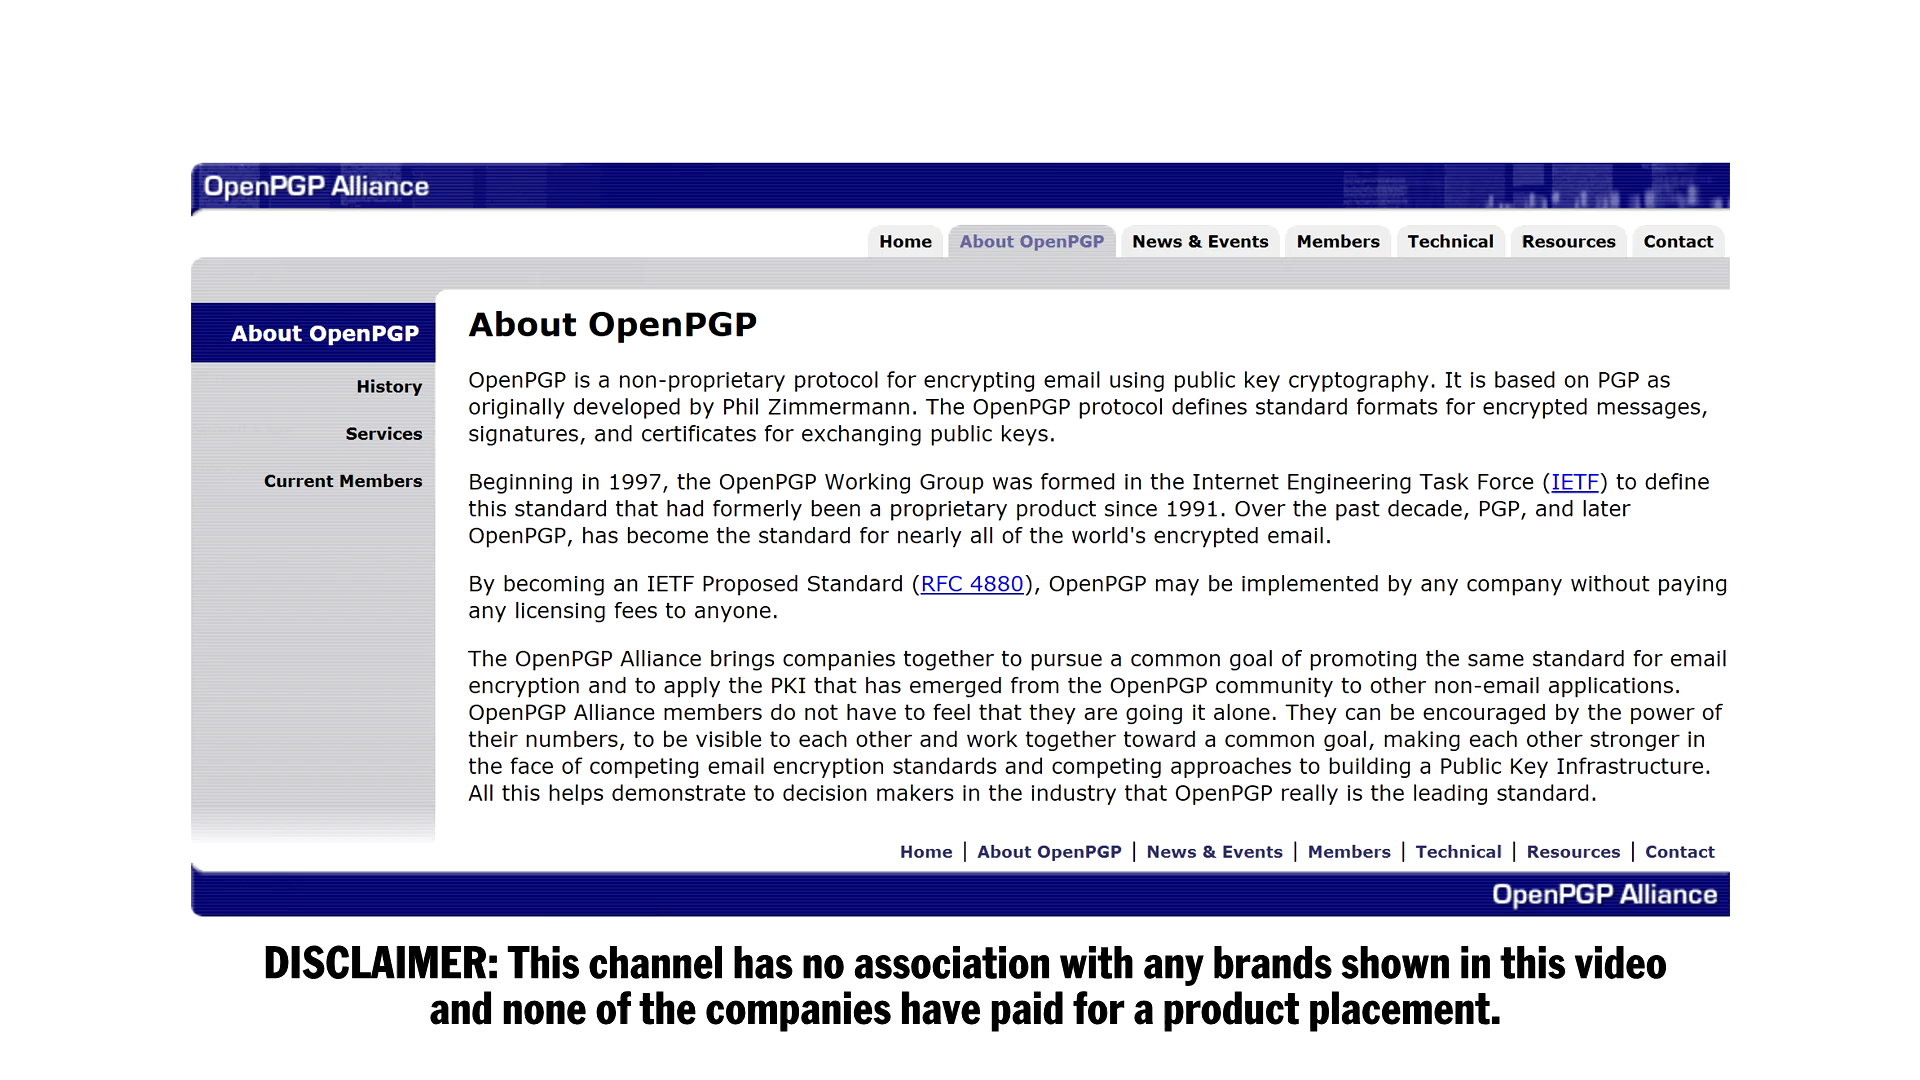 OpenPGP Alliance
Home About OpenPGP News & Events Members Technical Resources Contact
About OpenPGP
History
Services
Current Members
About OpenPGP
OpenPGP is a non-proprietary protocol for encrypting email using public key cryptography. It is based on PGP as
originally developed by Phil Zimmermann. The OpenPGP protocol defines standard formats for encrypted messages,
signatures, and certificates for exchanging public keys.
Beginning in 1997, the OpenPGP Working Group was formed in the Internet Engineering Task Force (IETF) to define
this standard that had formerly been a proprietary product since 1991. Over the past decade, PGP, and later
OpenPGP, has become the standard for nearly all of the world's encrypted email.
By becoming an IETF Proposed Standard (RFC 4880), OpenPGP may be implemented by any company without paying
any licensing fees to anyone.
The OpenPGP Alliance brings companies together to pursue a common goal of promoting the same standard for email
encryption and to apply the PKI that has emerged from the OpenPGP community to other non-email applications.
OpenPGP Alliance members do not have to feel that they are going it alone. They can be encouraged by the power of
their numbers, to be visible to each other and work together toward a common goal, making each other stronger in
the face of competing email encryption standards and competing approaches to building a Public Key Infrastructure.
All this helps demonstrate to decision makers in the industry that OpenPGP really is the leading standard.
Home | About OpenPGP | News & Events | Members | Technical | Resources | Contact
OpenPGP Alliance
DISCLAIMER: This channel has no association with any brands shown in this video
and none of the companies have paid for a product placement.